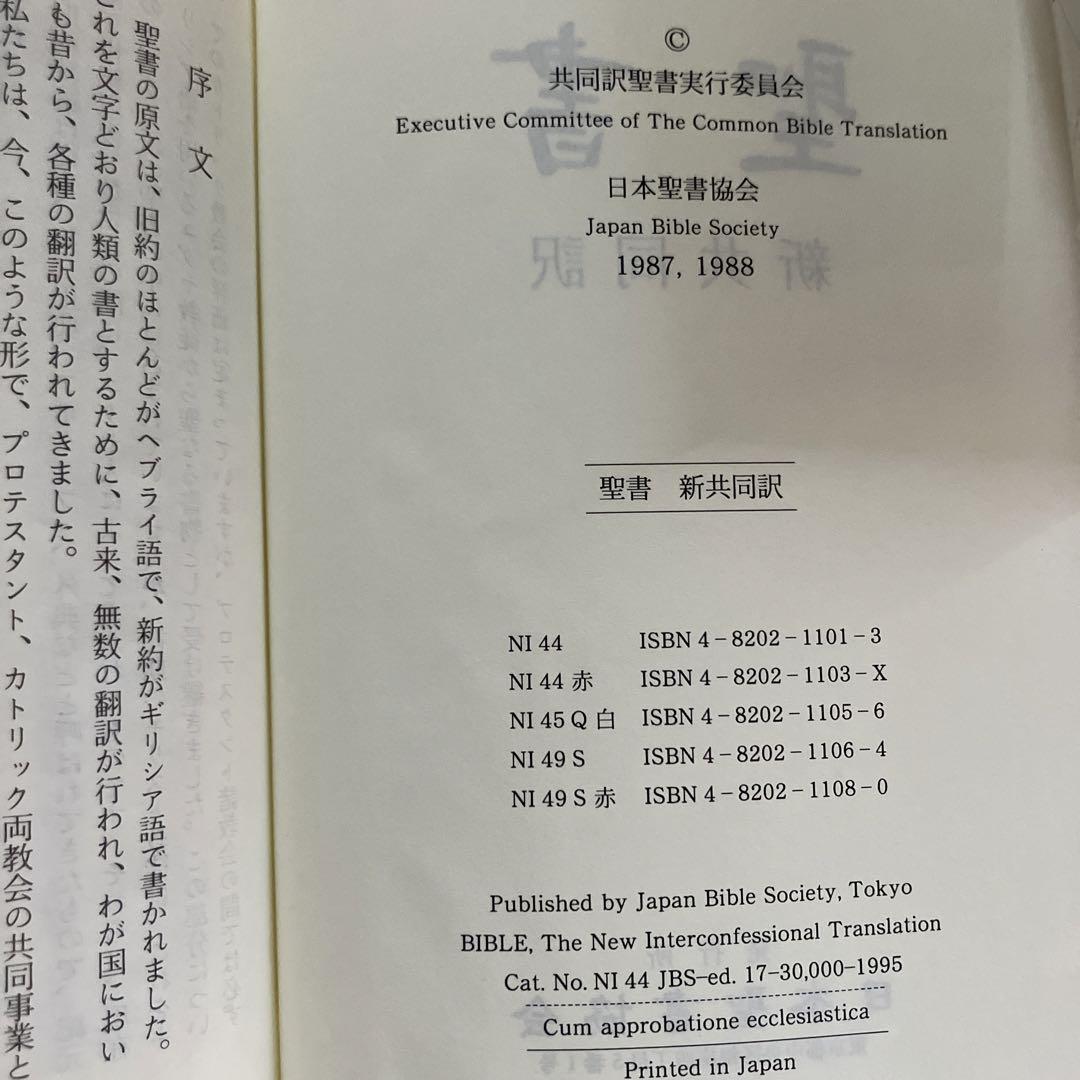 ©
共同訳聖書実行委員会
Executive Committee of The Common Bible Translation
日本聖書協会
Japan Bible Society
1987, 1988
聖書 新共同訳
NI 44 ISBN 4-8202-1101-3
NI 44 赤 ISBN 4-8202-1103-X
NI 45 Q 白 ISBN 4-8202-1105-6
NI 49 S ISBN 4-8202-1106-4
NI 49 S 赤 ISBN 4-8202-1108-0
Published by Japan Bible Society, Tokyo
BIBLE, The New Interconfessional Translation
Cat. No. NI 44 JBS-ed. 17-30,000-1995
Cum approbatione ecclesiastica
Printed in Japan
序文
聖書の原文は、旧約のほとんどがヘブライ語で、新約がギリシア語で書かれました。
これを文字どおり人類の書とするために、古来、無数の翻訳が行われ、わが国におい
も昔から、各種の翻訳が行われてきました。
私たちは、今、このような形で、プロテスタント、カトリック両教会の共同事業と